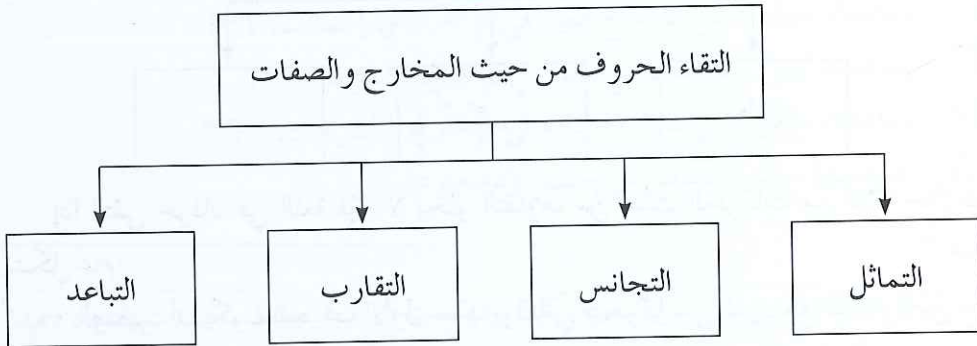 التقاء الحروف من حيث المخارج والصفات
التماثل
التجانس
التقارب
التباعد